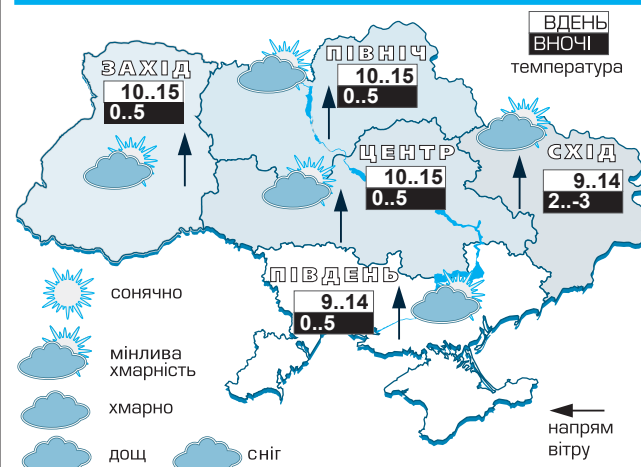 ВДЕНЬ
ВНОЧІ
температура
ЗАХІД
10..15
0..5
ПІВНІЧ
10..15
0..5
ЦЕНТР
10..15
0..5
СХІД
9..14
2..-3
ПІВДЕНЬ
9..14
0..5
сонячно
мінлива
хмарність
хмарно
дощ
сніг
напрям
вітру